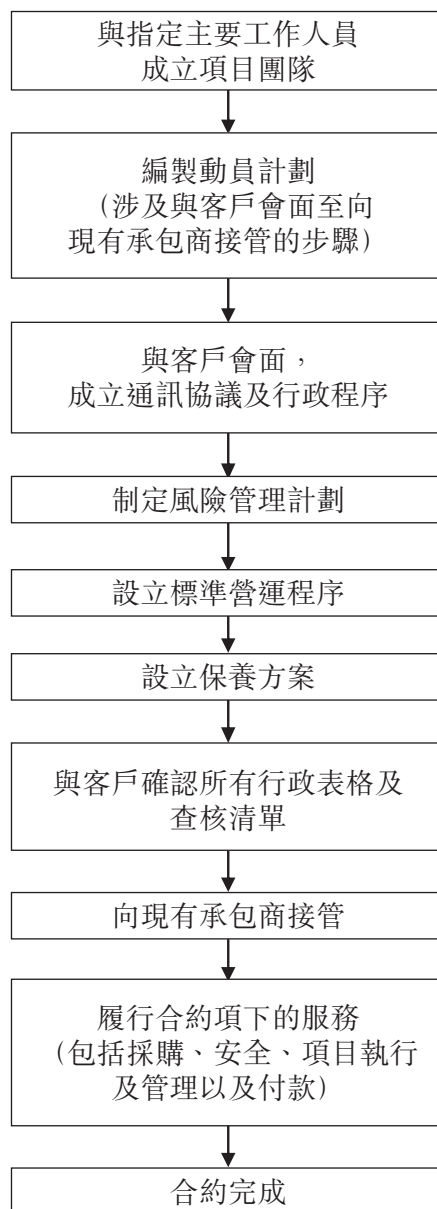 與指定主要工作人員
成立項目團隊
編製動員計劃
(涉及與客戶會面至向
現有承包商接管的步驟)
與客戶會面，
成立通訊協議及行政程序
制定風險管理計劃
設立標準營運程序
設立保養方案
與客戶確認所有行政表格及
查核清單
向現有承包商接管
履行合約項下的服務
(包括採購、安全、項目執行
及管理以及付款)
合約完成